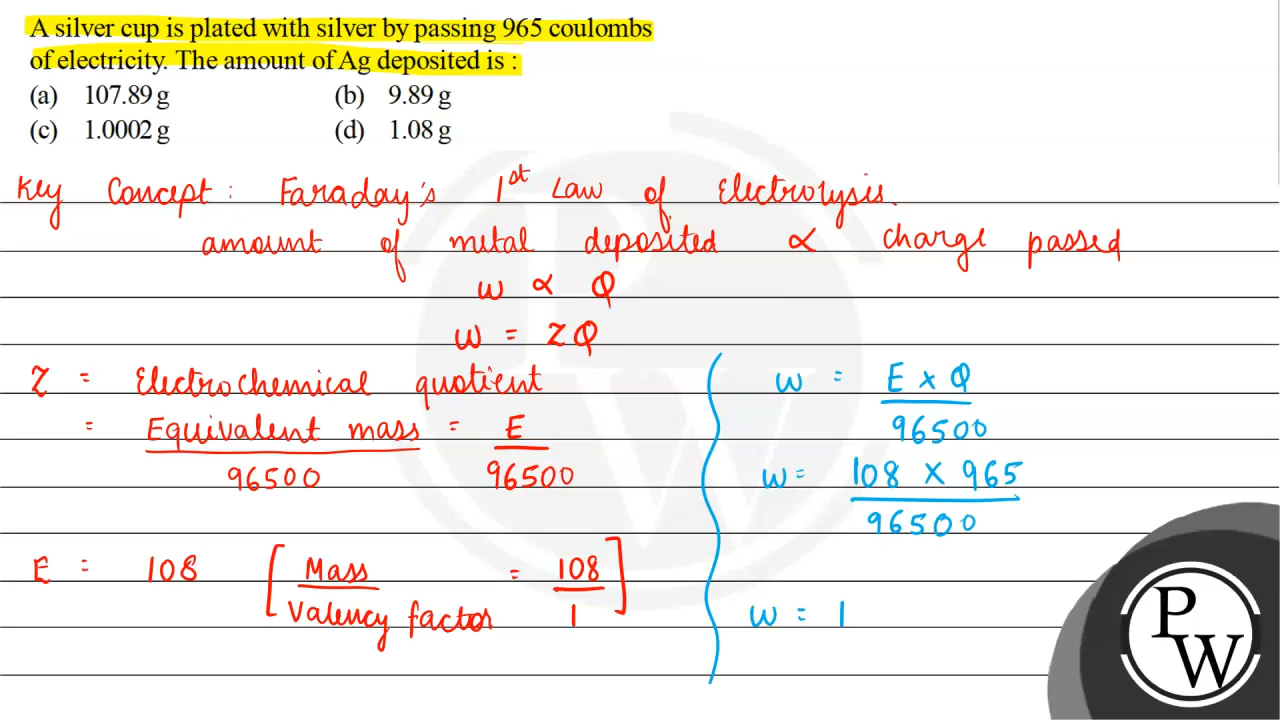 A silver cup is plated with silver by passing 965 coulombs
of electricity. The amount of Ag deposited is :
(a) 107.89 g (b) 9.89 g
(c) 1.0002 g (d) 1.08 g
Key Concept : Faraday's 1st Law of Electrolysis.
amount of metal deposited ∝ charge passed
w ∝ Q
w = ZQ
Z = Electrochemical quotient
= Equivalent mass = E
96500 96500
E = 108 [ Mass = 108 ]
Valency factor 1
w = E x Q
96500
w = 108 x 965
96500
w = 1
P
W